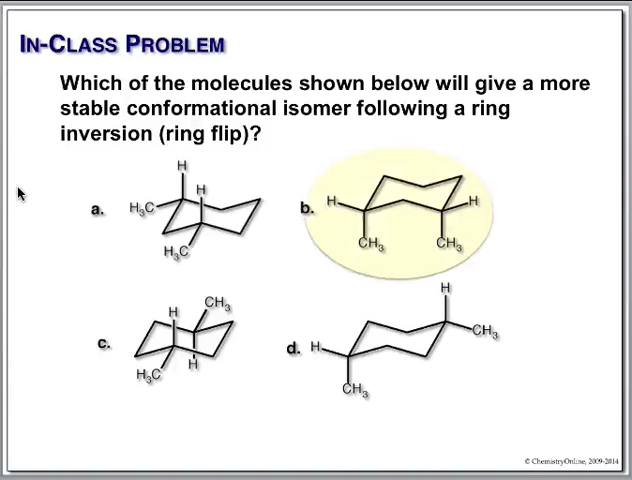 IN-CLASS PROBLEM
Which of the molecules shown below will give a more
stable conformational isomer following a ring
inversion (ring flip)?
a. H H H₃C H₃C
b. H H CH₃ CH₃
c. H CH₃ H₃C H
d. H H CH₃ CH₃
© ChemistryOnline, 2009-2014